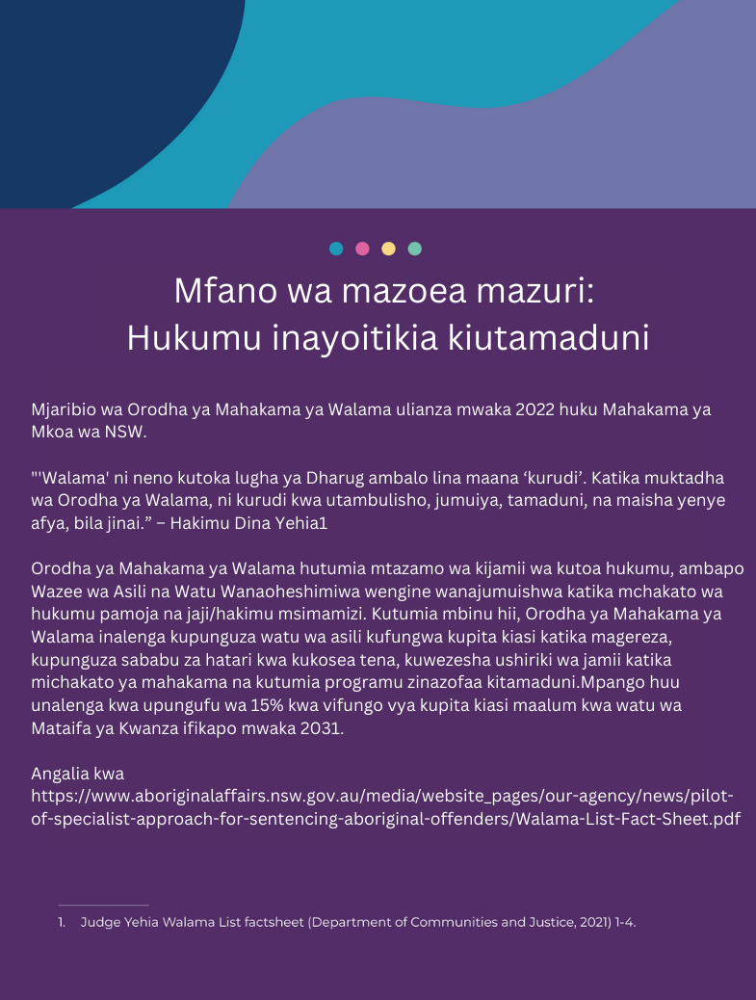 Mfano wa mazoea mazuri:
Hukumu inayoitikia kiutamaduni
Mjaribio wa Orodha ya Mahakama ya Walama ulianza mwaka 2022 huku Mahakama ya
Mkoa wa NSW.
"'Walama' ni neno kutoka lugha ya Dharug ambalo lina maana ‘kurudi’. Katika muktadha
wa Orodha ya Walama, ni kurudi kwa utambulisho, jumuiya, tamaduni, na maisha yenye
afya, bila jinai.” – Hakimu Dina Yehia1
Orodha ya Mahakama ya Walama hutumia mtazamo wa kijamii wa kutoa hukumu, ambapo
Wazee wa Asili na Watu Wanaoheshimiwa wengine wanajumuishwa katika mchakato wa
hukumu pamoja na jaji/hakimu msimamizi. Kutumia mbinu hii, Orodha ya Mahakama ya
Walama inalenga kupunguza watu wa asili kufungwa kupita kiasi katika magereza,
kupunguza sababu za hatari kwa kukosea tena, kuwezesha ushiriki wa jamii katika
michakato ya mahakama na kutumia programu zinazofaa kitamaduni.Mpango huu
unalenga kwa upungufu wa 15% kwa vifungo vya kupita kiasi maalum kwa watu wa
Mataifa ya Kwanza ifikapo mwaka 2031.
Angalia kwa
https://www.aboriginalaffairs.nsw.gov.au/media/website_pages/our-agency/news/pilot-
of-specialist-approach-for-sentencing-aboriginal-offenders/Walama-List-Fact-Sheet.pdf
1. Judge Yehia Walama List factsheet (Department of Communities and Justice, 2021) 1-4.